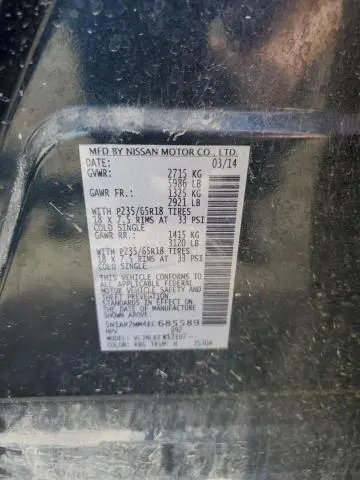 MFD BY NISSAN MOTOR CO., LTD.
DATE: 03/14
GVWR: 2715 KG
5986 LB
GAWR FR.: 1325 KG
2921 LB
WITH P235/65R18 TIRES
18 X 7.5 RIMS AT 33 PSI
COLD SINGLE
GAWR RR.: 1415 KG
3120 LB
WITH P235/65R18 TIRES
18 X 7.5 RIMS AT 33 PSI
COLD SINGLE
THIS VEHICLE CONFORMS TO
ALL APPLICABLE FEDERAL
MOTOR VEHICLE SAFETY AND
STANDARDS IN EFFECT ON
THE DATE OF MANUFACTURE
SHOWN ABOVE.
5N1AR2MM4EC685589
MPV
MODEL:
COLOR: TRIM: